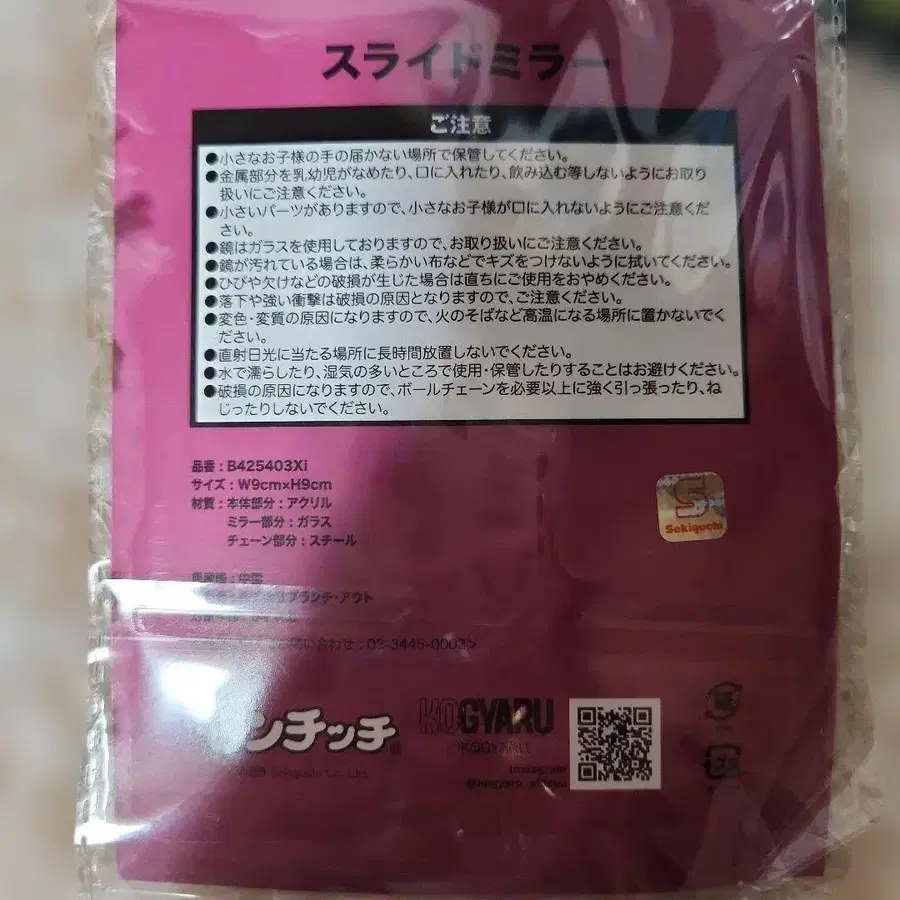 スライドミラー
ご注意
●小さなお子様の手の届かない場所で保管してください。
●金属部分を乳幼児がなめたり、口に入れたり、飲み込む等しないようにお取り
扱いにご注意ください。
●小さいパーツがありますので、小さなお子様が口に入れないようにご注意くだ
さい。
●鏡はガラスを使用しておりますので、お取り扱いにご注意ください。
●鏡が汚れている場合は、柔らかい布などでキズをつけないように拭いてください。
●ひびや欠けなどの破損が生じた場合は直ちにご使用をおやめください。
●落下や強い衝撃は破損の原因となりますので、ご注意ください。
●変色・変質の原因になりますので、火のそばなど高温になる場所に置かないでく
ださい。
●直射日光に当たる場所に長時間放置しないでください。
●水で濡らしたり、湿気の多いところで使用・保管したりすることはお避けください。
●破損の原因になりますので、ボールチェーンを必要以上に強く引っ張ったり、ね
じったりしないでください。
品番:B425403Xi
サイズ:W9cm×H9cm
材質:本体部分:アクリル
ミラー部分:ガラス
チェーン部分:スチール
原産国:中国
ブランチ・アウト
お問い合わせ:03-3446-0003>
S
Sekiguchi
ンチッチ
KOGYARU
©KOGYARU
Sekiguchi Co., Ltd.
Instagram
@kogyaru_official